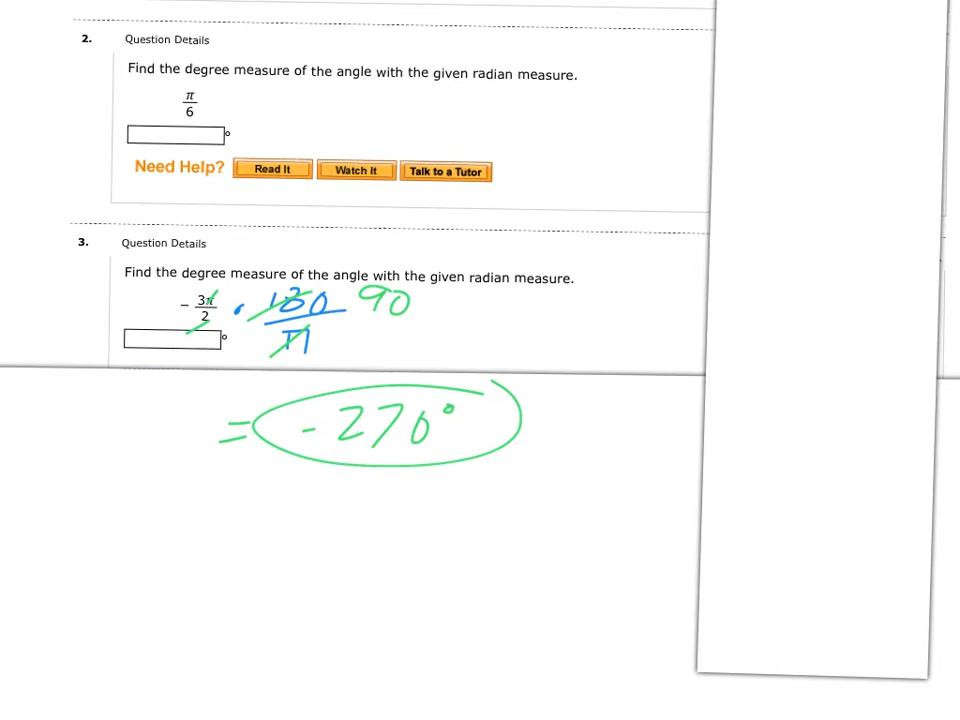 2. Question Details
Find the degree measure of the angle with the given radian measure.
π
6
°
Need Help? Read It Watch It Talk to a Tutor
3. Question Details
Find the degree measure of the angle with the given radian measure.
- 3π/2 · 180/π 90
°
= -270°